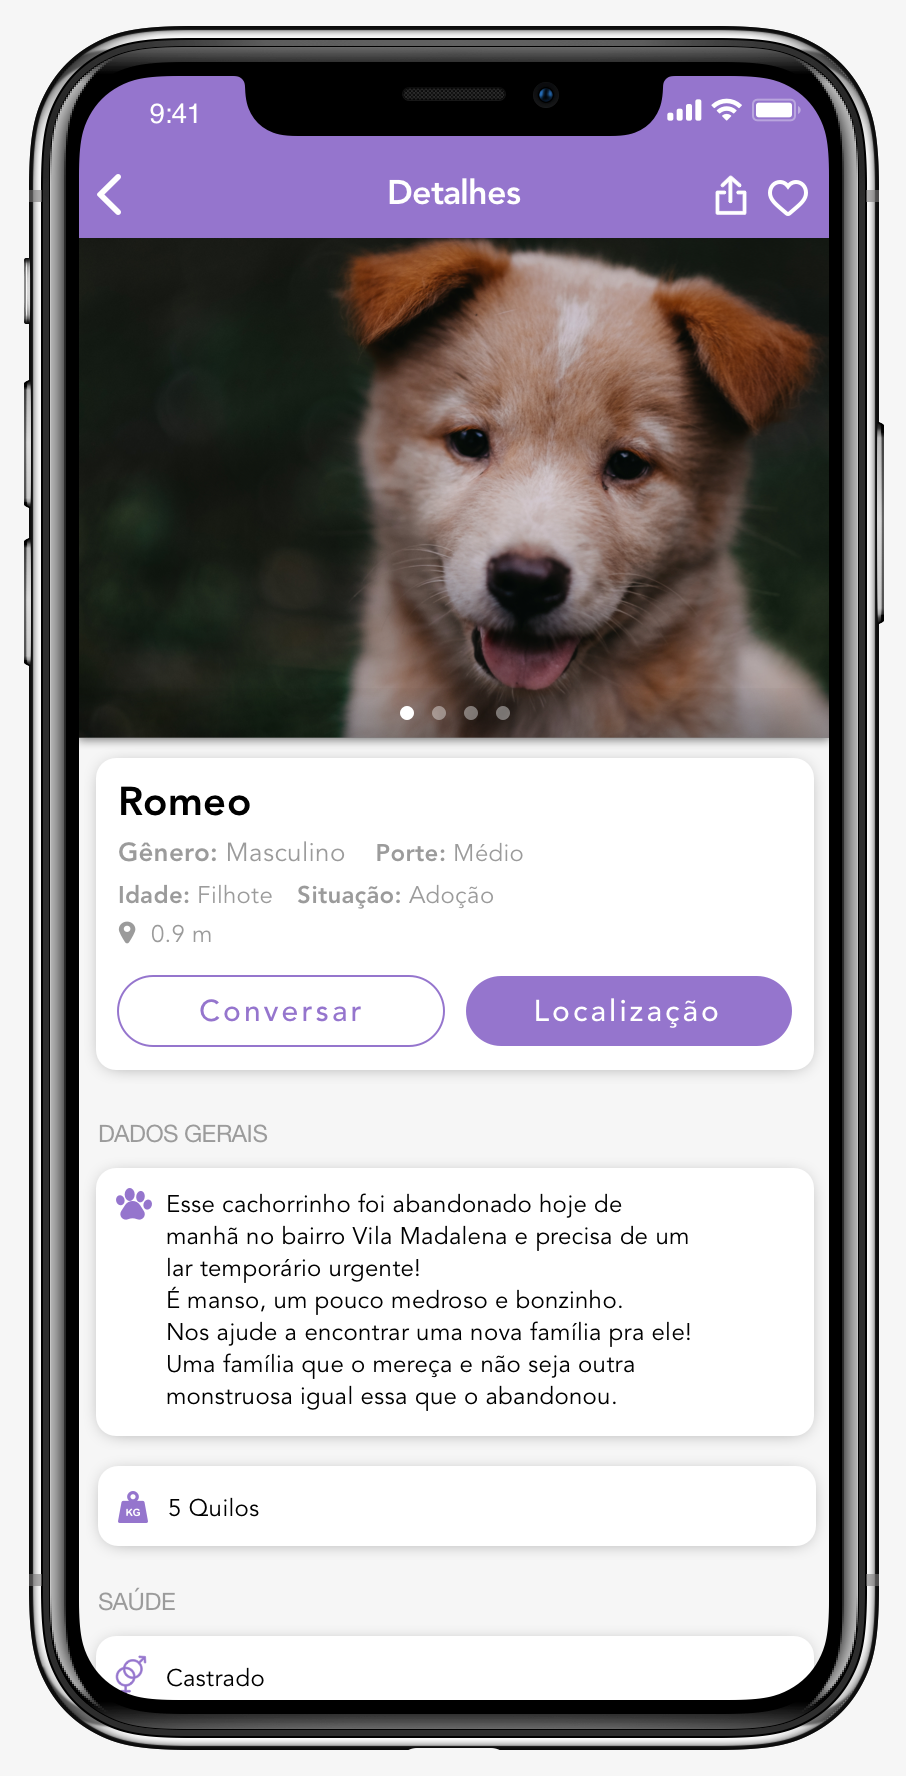 9:41
Detalhes
Romeo
Gênero: Masculino Porte: Médio
Idade: Filhote Situação: Adoção
0.9 m
Conversar Localização
DADOS GERAIS
Esse cachorrinho foi abandonado hoje de
manhã no bairro Vila Madalena e precisa de um
lar temporário urgente!
É manso, um pouco medroso e bonzinho.
Nos ajude a encontrar uma nova família pra ele!
Uma família que o mereça e não seja outra
monstruosa igual essa que o abandonou.
KG 5 Quilos
SAÚDE
Castrado